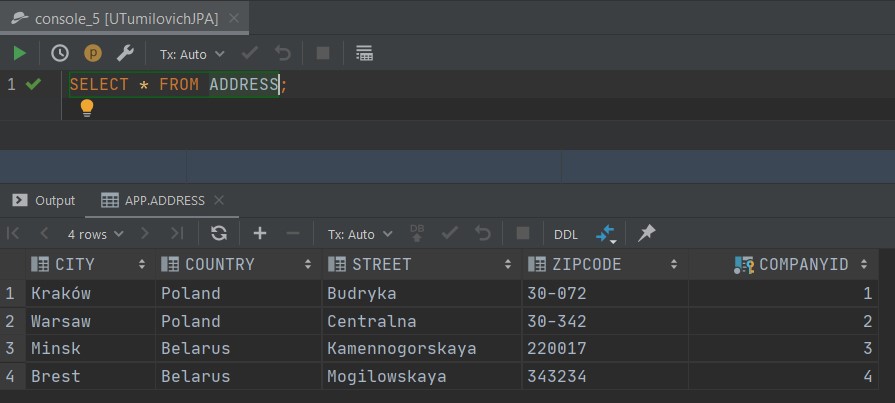 console_5 [UTumilovichJPA]
Tx: Auto
1 SELECT * FROM ADDRESS;
Output APP.ADDRESS
4 rows Tx: Auto DB DDL
CITY COUNTRY STREET ZIPCODE COMPANYID
1 Kraków Poland Budryka 30-072 1
2 Warsaw Poland Centralna 30-342 2
3 Minsk Belarus Kamennogorskaya 220017 3
4 Brest Belarus Mogilowskaya 343234 4